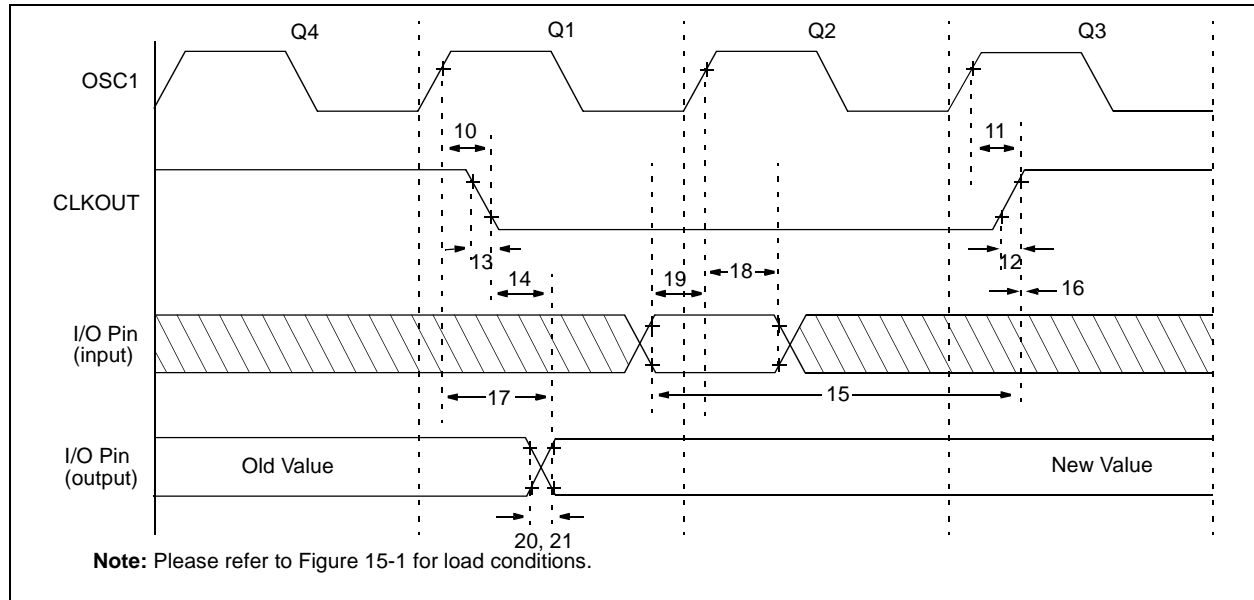 Q4 Q1 Q2 Q3
OSC1
10 11
CLKOUT
13 12
14 19 18 16
I/O Pin
(input)
17 15
I/O Pin
(output)
Old Value New Value
20, 21
Note: Please refer to Figure 15-1 for load conditions.